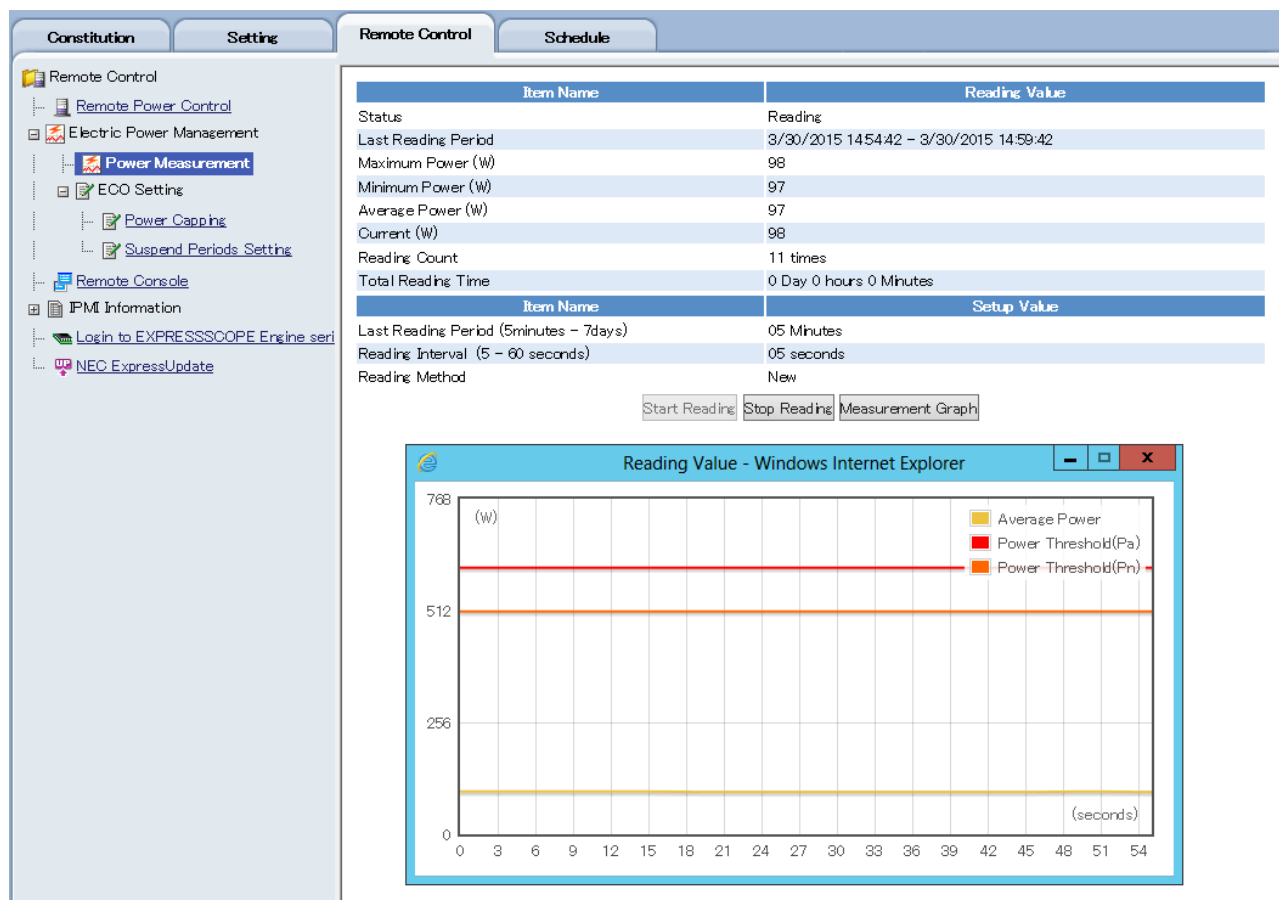 Constitution Setting Remote Control Schedule
Remote Control
Remote Power Control
Electric Power Management
Power Measurement
ECO Setting
Power Capping
Suspend Periods Setting
Remote Console
IPMI Information
Login to EXPRESSSCOPE Engine seri
NEC ExpressUpdate
Item Name Reading Value
Status Reading
Last Reading Period 3/30/2015 14:54:42 - 3/30/2015 14:59:42
Maximum Power (W) 98
Minimum Power (W) 97
Average Power (W) 97
Current (W) 98
Reading Count 11 times
Total Reading Time 0 Day 0 hours 0 Minutes
Item Name Setup Value
Last Reading Period (5minutes - 7days) 05 Minutes
Reading Interval (5 - 60 seconds) 05 seconds
Reading Method New
Start Reading Stop Reading Measurement Graph
Reading Value - Windows Internet Explorer
768
(W)
Average Power
Power Threshold(Pa)
Power Threshold(Pn)
512
256
(seconds)
0
0 3 6 9 12 15 18 21 24 27 30 33 36 39 42 45 48 51 54